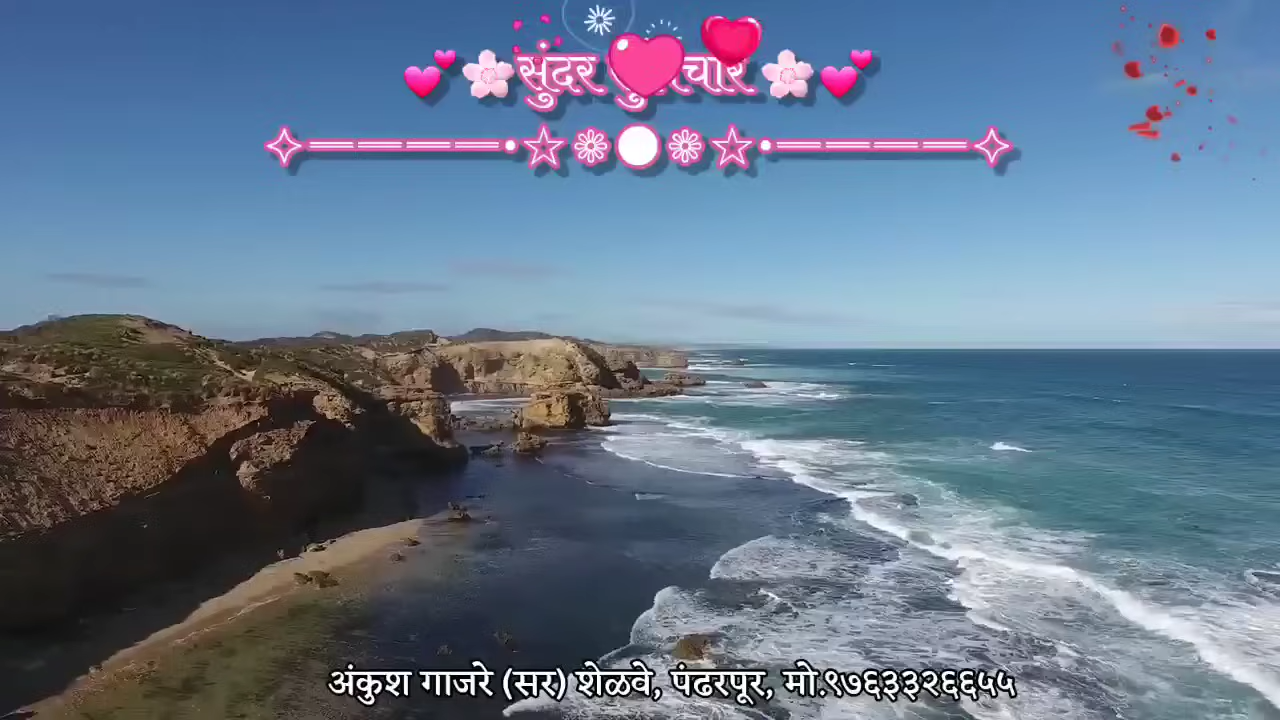 सुंदर
अंकुश गाजरे (सर) शेळवे, पंढरपूर, मो.९७६३३२६६५५